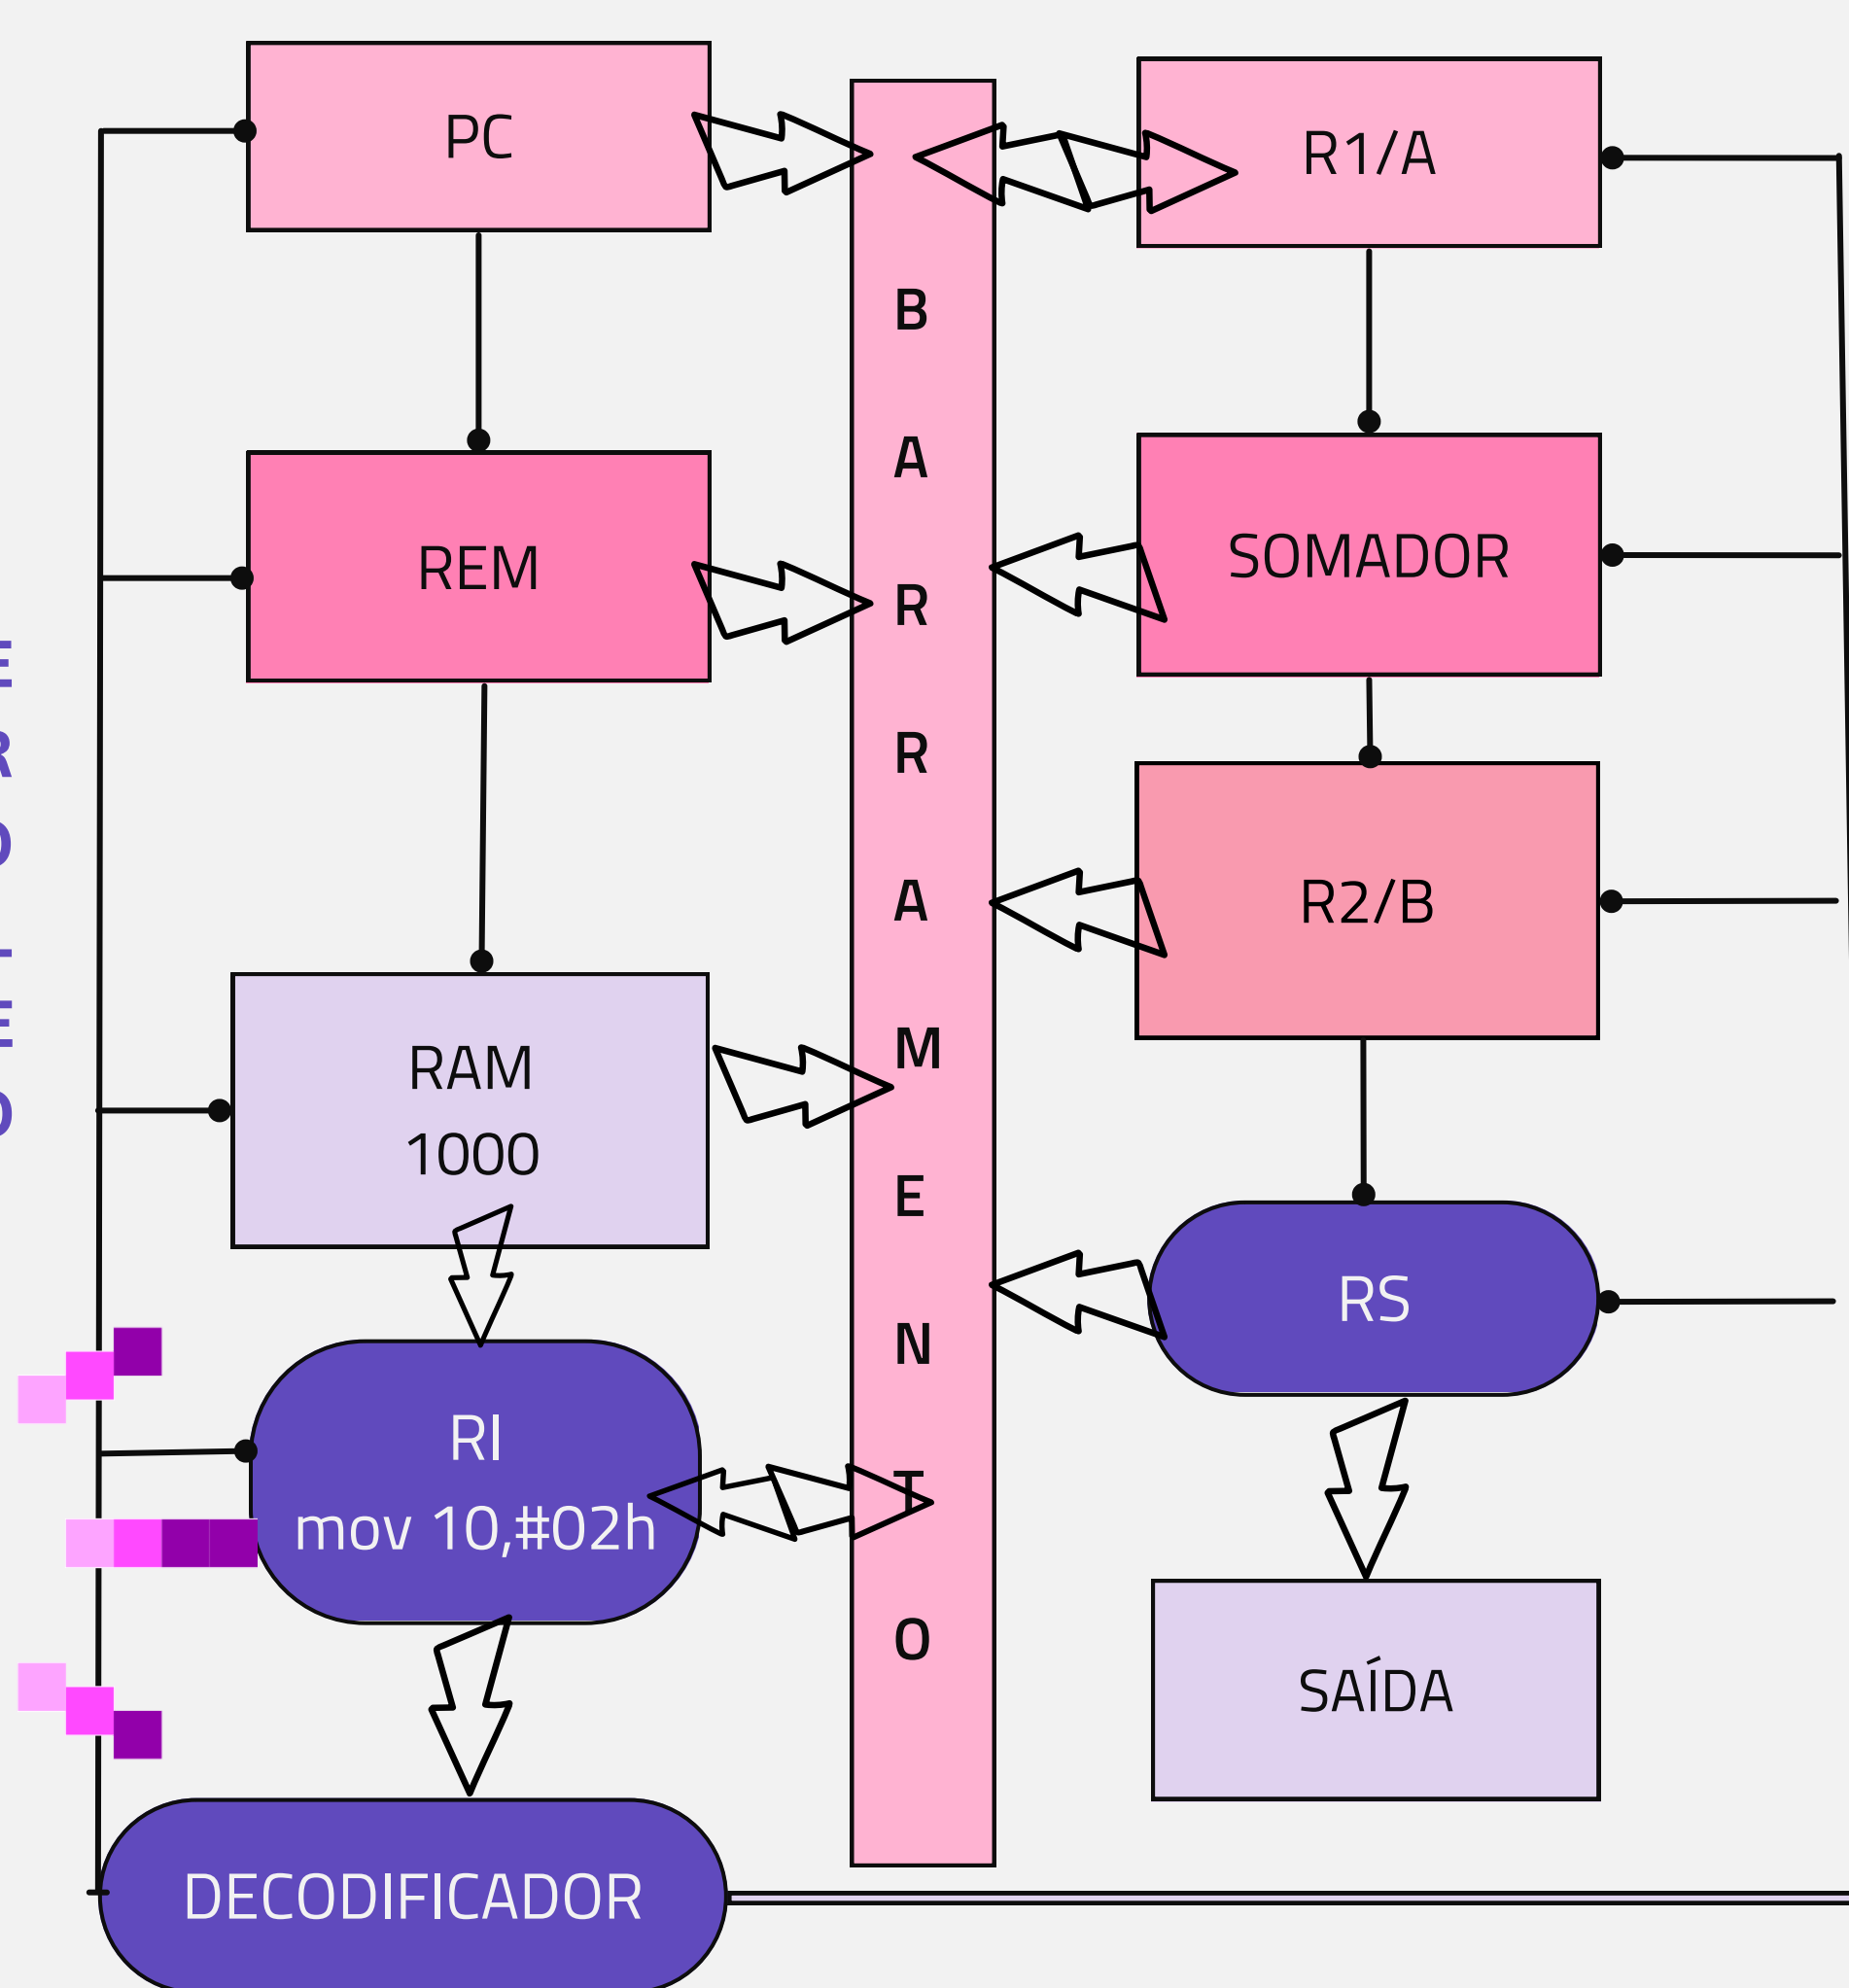 PC
R1/A
REM
SOMADOR
R2/B
RAM
1000
RS
RI
mov 10,#02h
SAÍDA
DECODIFICADOR
B
A
R
R
A
M
E
N
T
O